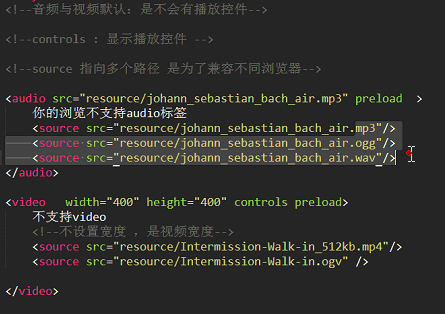 <!--音频与视频默认：是不会有播放控件-->
<!--controls : 显示播放控件 -->
<!--source 指向多个路径 是为了兼容不同浏览器-->
<audio src="resource/johann_sebastian_bach_air.mp3" preload  >
你的浏览不支持audio标签
<source src="resource/johann_sebastian_bach_air.mp3"/>
<source src="resource/johann_sebastian_bach_air.ogg"/>
<source src="resource/johann_sebastian_bach_air.wav"/>
</audio>
<video   width="400" height="400" controls preload>
不支持video
<!--不设置宽度 ，是视频宽度-->
<source src="resource/Intermission-Walk-in_512kb.mp4"/>
<source src="resource/Intermission-Walk-in.ogv" />
</video>